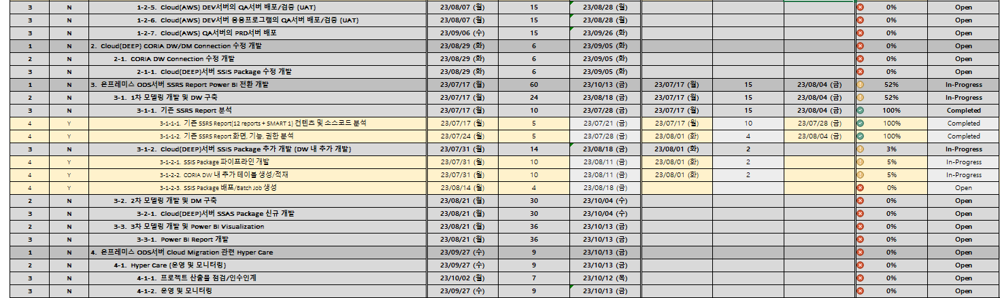 3 N 1-2-5. Cloud(AWS) DEV서버의 QA서버 배포/검증 (UAT) 23/08/07 (월) 15 23/08/28 (월) 0% Open
3 N 1-2-6. Cloud(AWS) DEV서버 응용프로그램의 QA서버 배포/검증 (UAT) 23/08/07 (월) 15 23/08/28 (월) 0% Open
3 N 1-2-7. Cloud(AWS) QA서버의 PRD서버 배포 23/09/06 (수) 15 23/09/26 (화) 0% Open
1 N 2. Cloud(DEEP) CORIA DW/DM Connection 수정 개발 23/08/29 (화) 6 23/09/05 (화) 0% Open
2 N 2-1. CORIA DW Connection 수정 개발 23/08/29 (화) 6 23/09/05 (화) 0% Open
3 N 2-1-1. Cloud(DEEP)서버 SSIS Package 수정 개발 23/08/29 (화) 6 23/09/05 (화) 0% Open
1 N 3. 온프레미스 ODS서버 SSRS Report Power BI 전환 개발 23/07/17 (월) 60 23/10/13 (금) 23/07/17 (월) 15 23/08/04 (금) 52% In-Progress
2 N 3-1. 1차 모델링 개발 및 DW 구축 23/07/17 (월) 24 23/08/18 (금) 23/07/17 (월) 15 23/08/04 (금) 52% In-Progress
3 N 3-1-1. 기존 SSRS Report 분석 23/07/17 (월) 10 23/07/28 (금) 23/07/17 (월) 15 23/08/04 (금) 100% Completed
4 Y 3-1-1-1. 기존 SSRS Report(12 reports + SMART 1) 컨텐츠 및 소스코드 분석 23/07/17 (월) 5 23/07/21 (금) 23/07/17 (월) 10 23/07/28 (금) 100% Completed
4 Y 3-1-1-2. 기존 SSRS Report 화면, 기능, 권한 분석 23/07/24 (월) 5 23/07/28 (금) 23/08/01 (화) 4 23/08/04 (금) 100% Completed
3 N 3-1-2. Cloud(DEEP)서버 SSIS Package 추가 개발 (DW 내 추가 개발) 23/07/31 (월) 14 23/08/18 (금) 23/08/01 (화) 2 3% In-Progress
4 Y 3-1-2-1. SSIS Package 파이프라인 개발 23/07/31 (월) 10 23/08/11 (금) 23/08/01 (화) 2 5% In-Progress
4 Y 3-1-2-2. CORIA DW 내 추가 테이블 생성/적재 23/07/31 (월) 10 23/08/11 (금) 23/08/01 (화) 2 5% In-Progress
4 Y 3-1-2-3. SSIS Package 배포/Batch Job 생성 23/08/14 (월) 4 23/08/18 (금) 0% Open
2 N 3-2. 2차 모델링 개발 및 DM 구축 23/08/21 (월) 30 23/10/04 (수) 0% Open
3 N 3-2-1. Cloud(DEEP)서버 SSAS Package 신규 개발 23/08/21 (월) 30 23/10/04 (수) 0% Open
2 N 3-3. 3차 모델링 개발 및 Power BI Visualization 23/08/21 (월) 36 23/10/13 (금) 0% Open
3 N 3-3-1. Power BI Report 개발 23/08/21 (월) 36 23/10/13 (금) 0% Open
1 N 4. 온프레미스 ODS서버 Cloud Migration 관련 Hyper Care 23/09/27 (수) 9 23/10/13 (금) 0% Open
2 N 4-1. Hyper Care (운영 및 모니터링) 23/09/27 (수) 9 23/10/13 (금) 0% Open
3 N 4-1-1. 프로젝트 산출물 점검/인수인계 23/10/02 (월) 7 23/10/12 (목) 0% Open
3 N 4-1-2. 운영 및 모니터링 23/09/27 (수) 9 23/10/13 (금) 0% Open